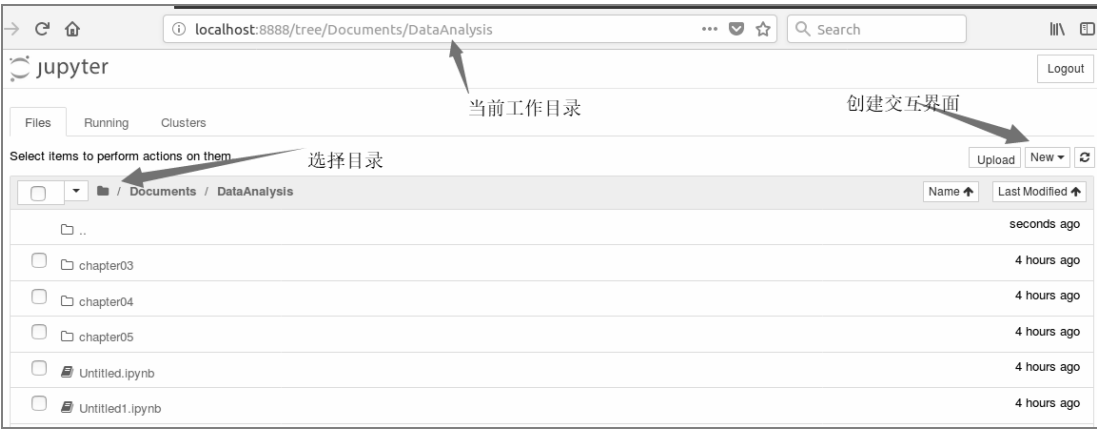 localhost:8888/tree/Documents/DataAnalysis
Search
jupyter
Logout
当前工作目录
创建交互界面
Files Running Clusters
Select items to perform actions on them
选择目录
Upload New
/ Documents / DataAnalysis
Name Last Modified
.. seconds ago
chapter03 4 hours ago
chapter04 4 hours ago
chapter05 4 hours ago
Untitled.ipynb 4 hours ago
Untitled1.ipynb 4 hours ago